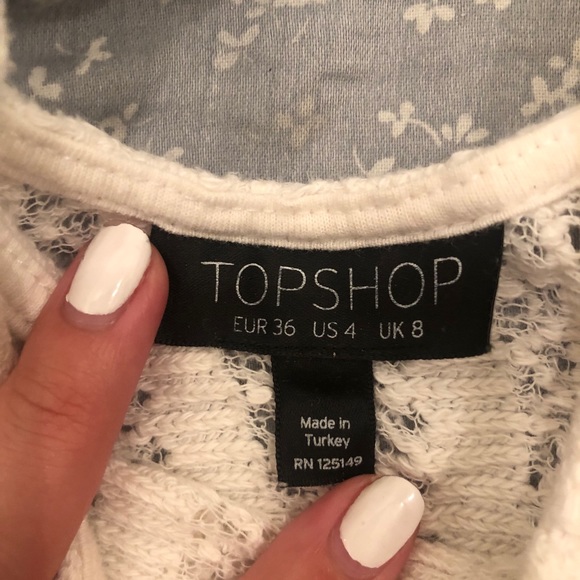 TOPSHOP
EUR 36 US 4 UK 8
Made in
Turkey
RN 125149